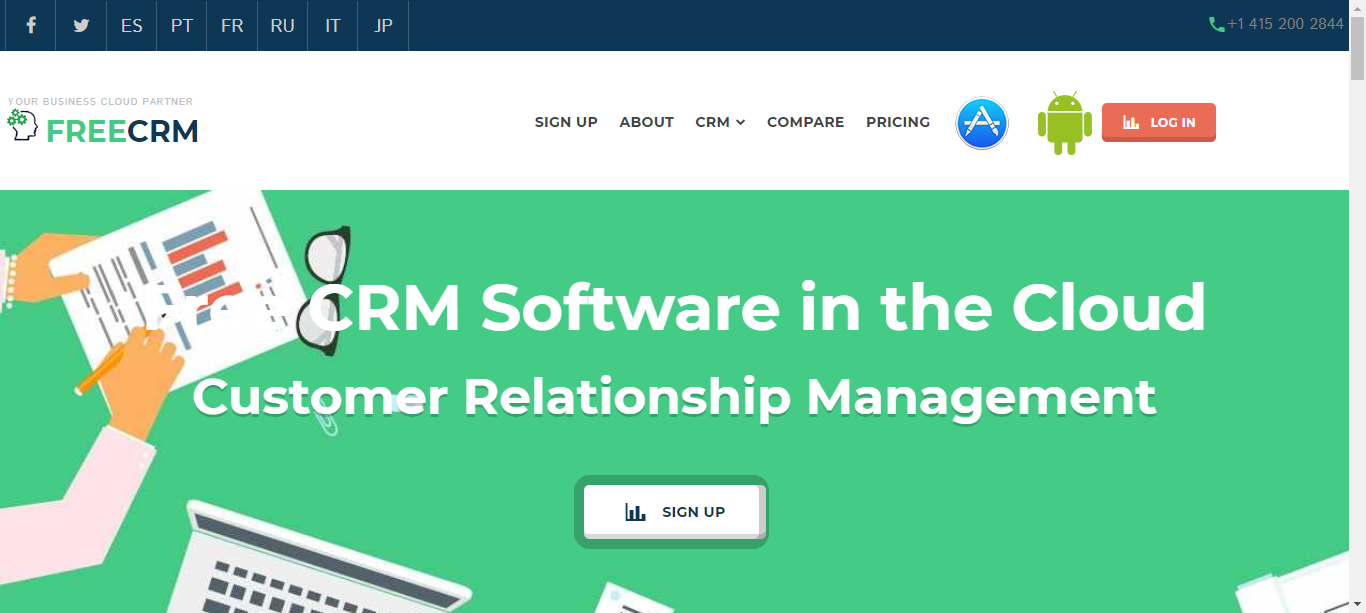 ES PT FR RU IT JP +1 415 200 2844
YOUR BUSINESS CLOUD PARTNER
FREECRM
SIGN UP ABOUT CRM COMPARE PRICING LOG IN
Free CRM Software in the Cloud
Customer Relationship Management
SIGN UP